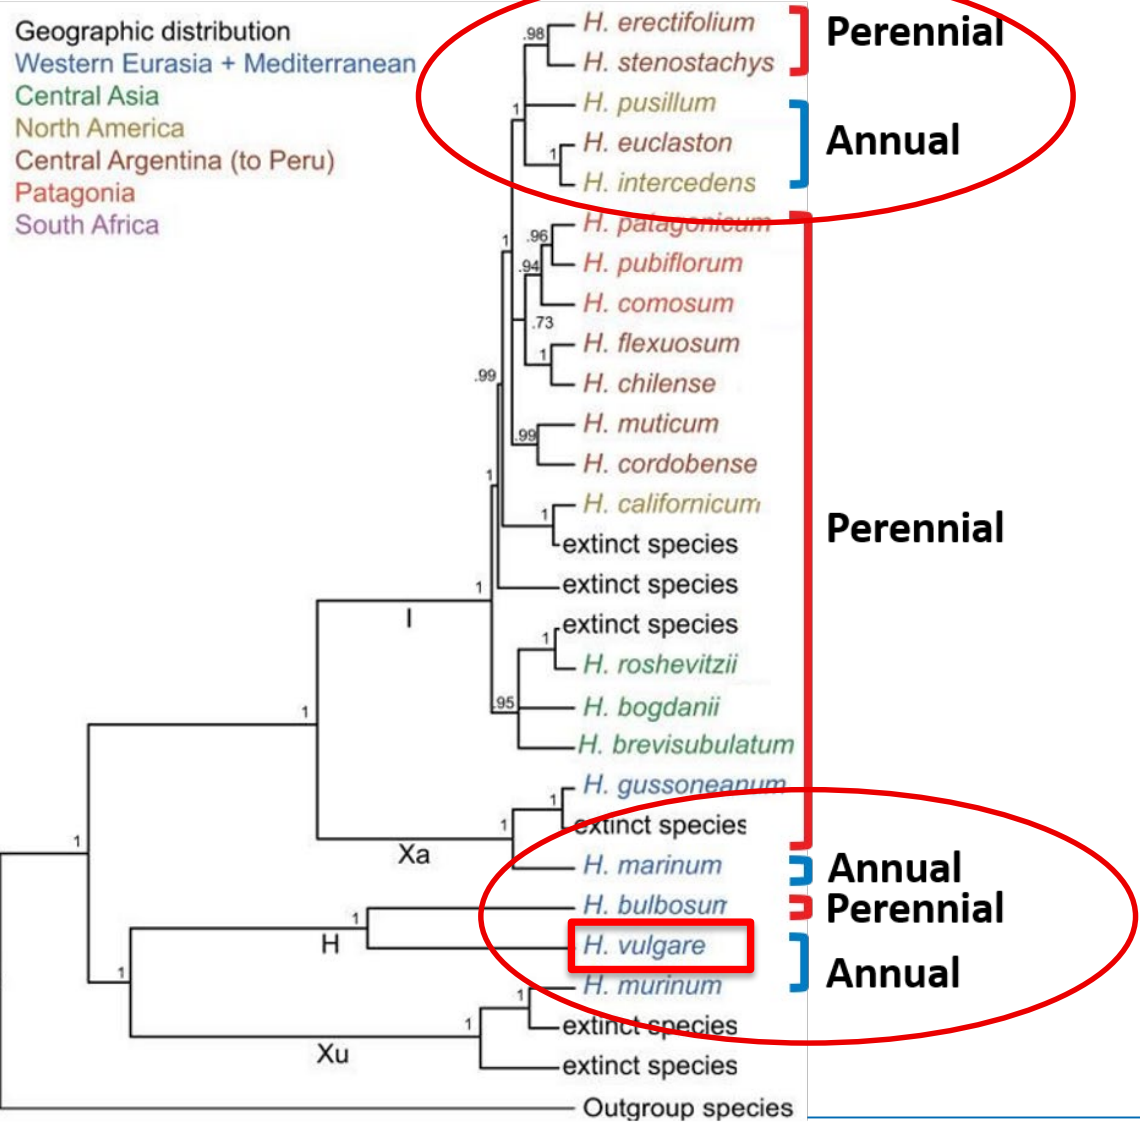 Geographic distribution
Western Eurasia + Mediterranean
Central Asia
North America
Central Argentina (to Peru)
Patagonia
South Africa
.98
H. erectifolium
H. stenostachys
Perennial
1
H. pusillum
1
H. euclaston
H. intercedens
Annual
1
.96
H. patagonicum
.94
H. pubiflorum
H. comosum
.73
1
H. flexuosum
.99
H. chilense
H. muticum
.99
H. cordobense
1
H. californicum
1
extinct species
Perennial
1
extinct species
I
extinct species
1
H. roshevitzii
.95
H. bogdanii
1
H. brevisubulatum
H. gussoneanum
1
1
extinct species
1
Xa
H. marinum
Annual
H. bulbosun
Perennial
1
H
H. vulgare
1
H. murinum
Annual
1
1
extinct species
Xu
extinct species
Outgroup species